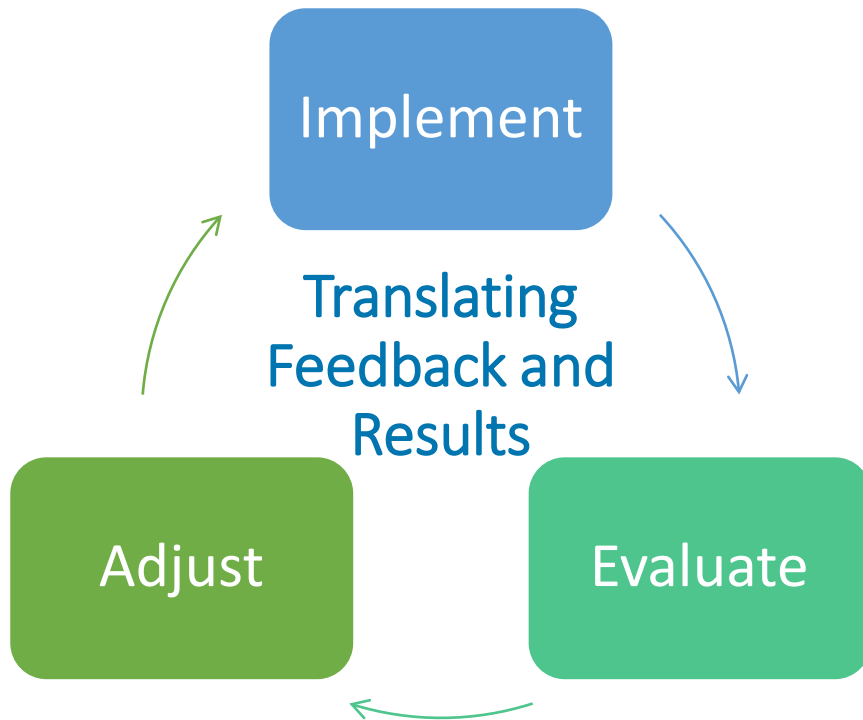 Implement
Translating
Feedback and
Results
Adjust
Evaluate